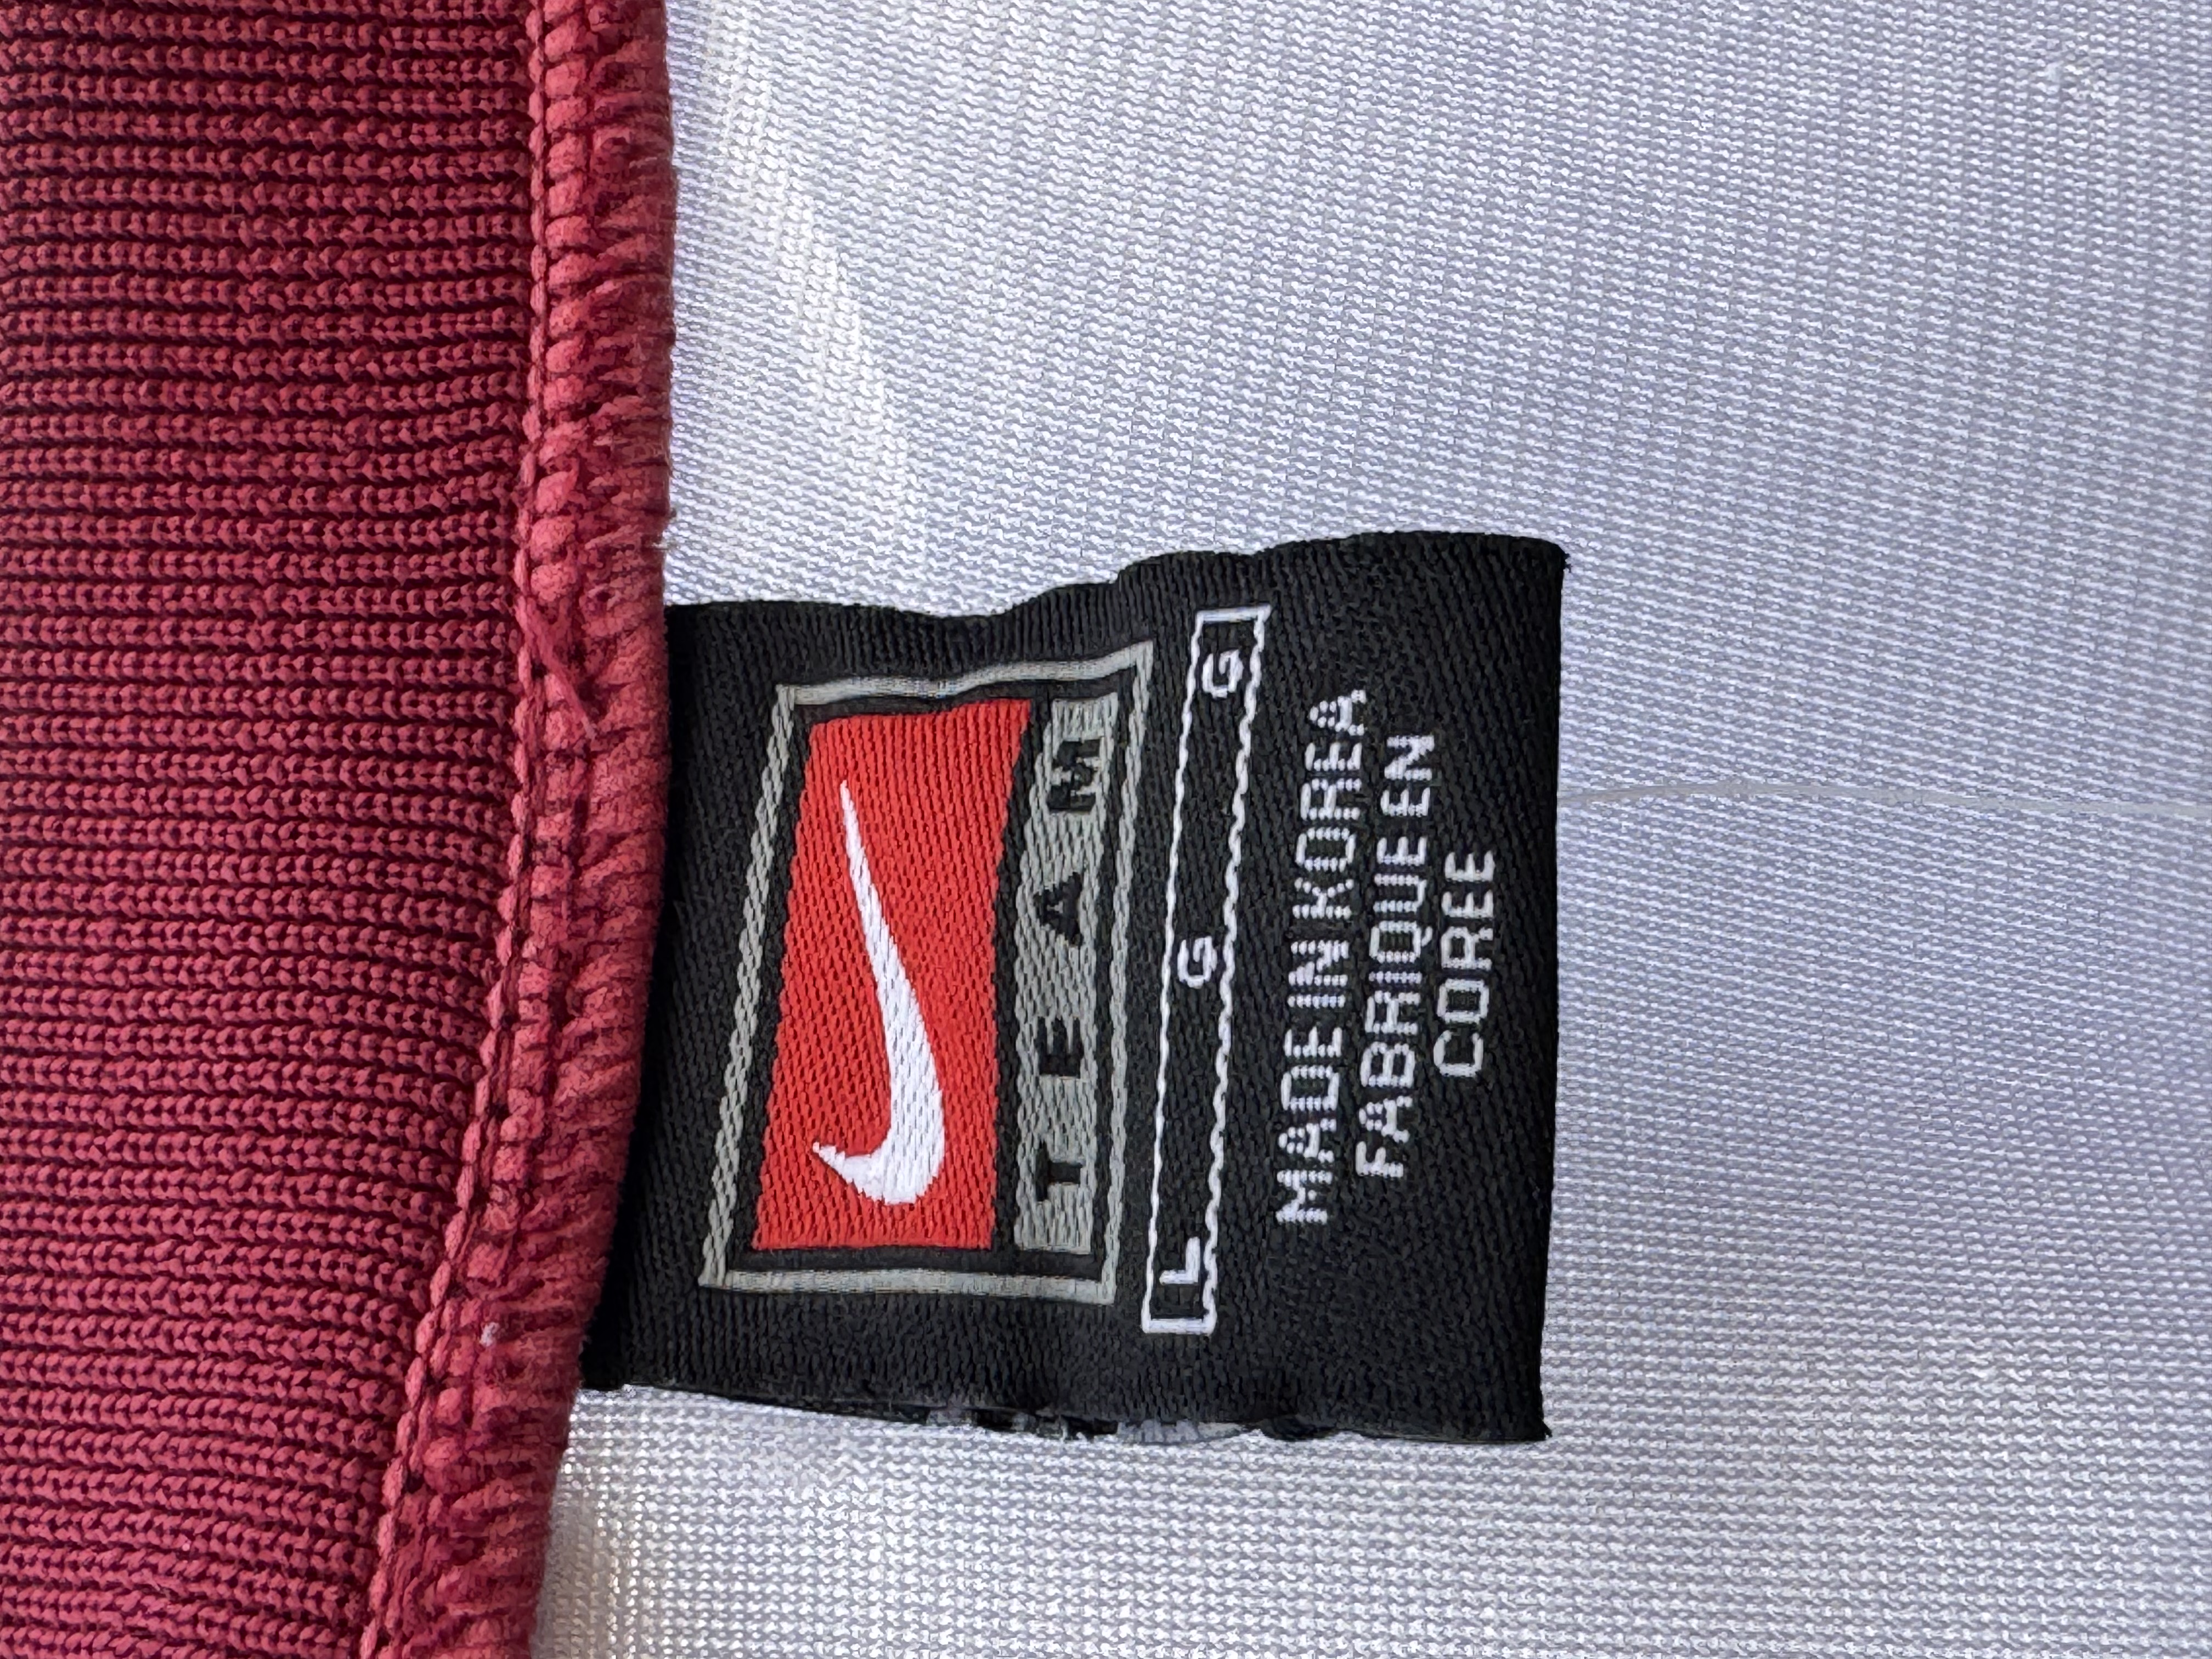 TEAM
L G G
MADE IN KOREA
FABRIQUE EN
COREE